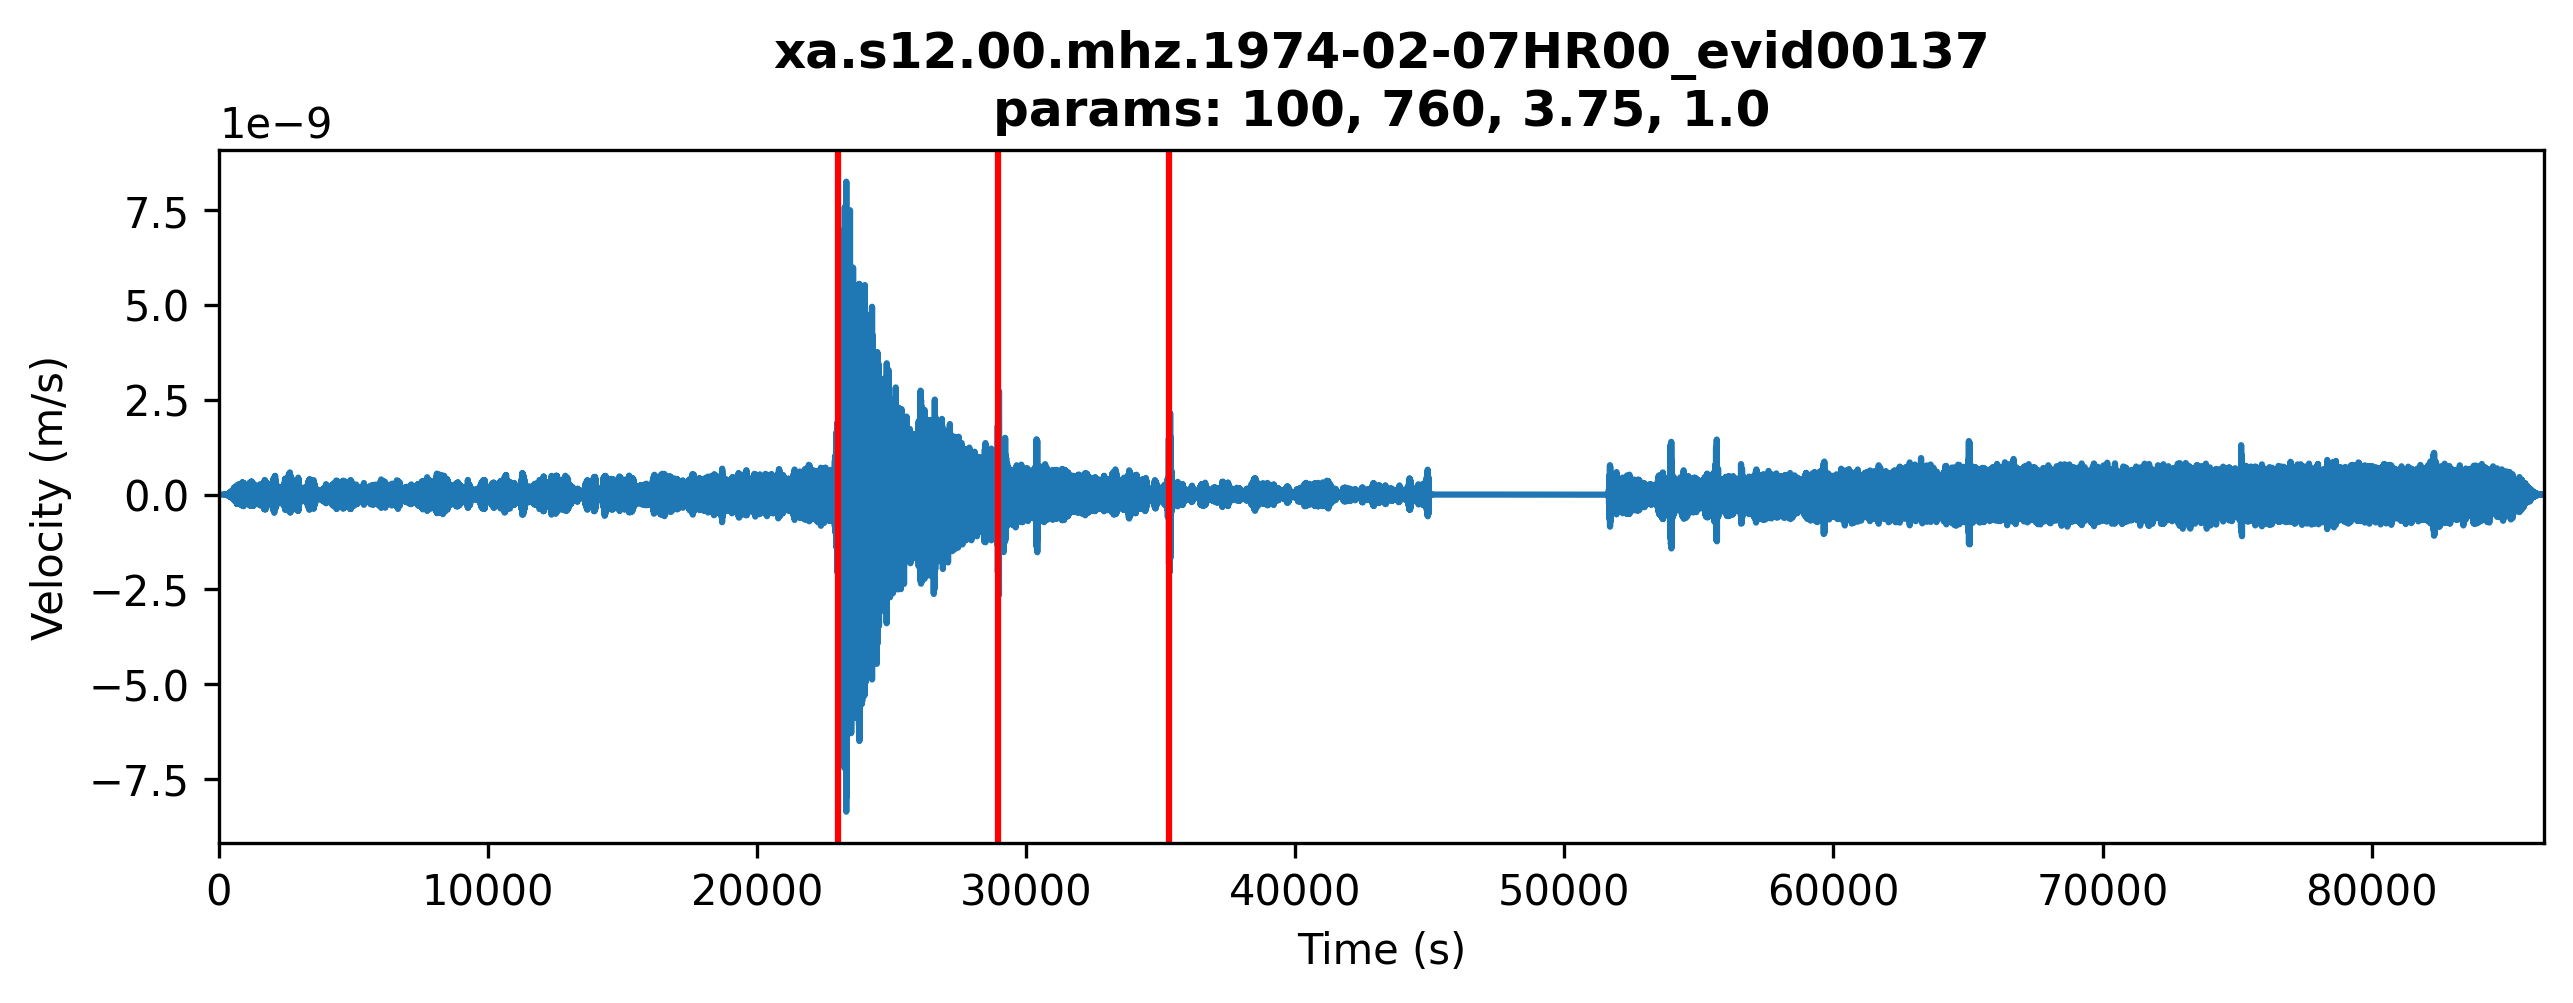 xa.s12.00.mhz.1974-02-07HR00_evid00137
params: 100, 760, 3.75, 1.0
1e−9
7.5
5.0
2.5
0.0
−2.5
−5.0
−7.5
Velocity (m/s)
0 10000 20000 30000 40000 50000 60000 70000 80000
Time (s)